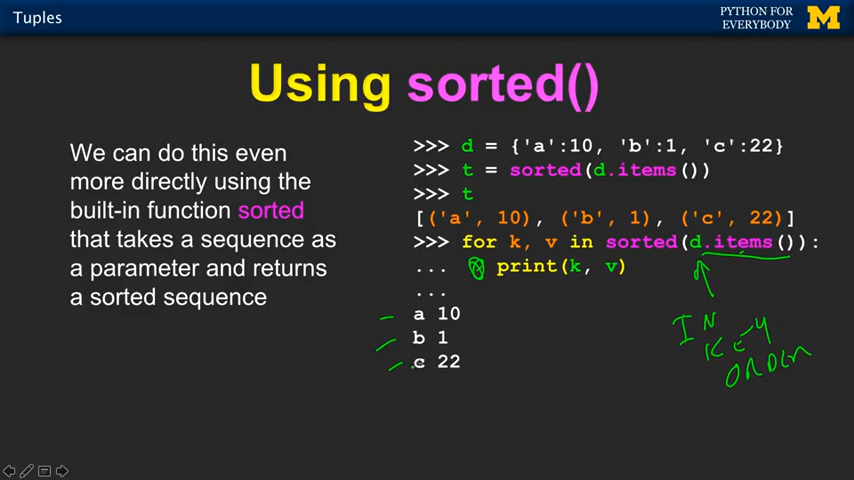 Tuples
PYTHON FOR
EVERYBODY
Using sorted()
We can do this even
more directly using the
built-in function sorted
that takes a sequence as
a parameter and returns
a sorted sequence
>>> d = {'a':10, 'b':1, 'c':22}
>>> t = sorted(d.items())
>>> t
[('a', 10), ('b', 1), ('c', 22)]
>>> for k, v in sorted(d.items()):
... print(k, v)
...
a 10
b 1
c 22
IN
KEY
ORDER